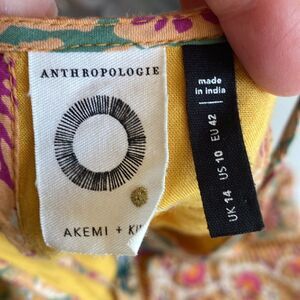 ANTHROPOLOGIE
AKEMI +
made
in india
UK 14 US 10 EU 42